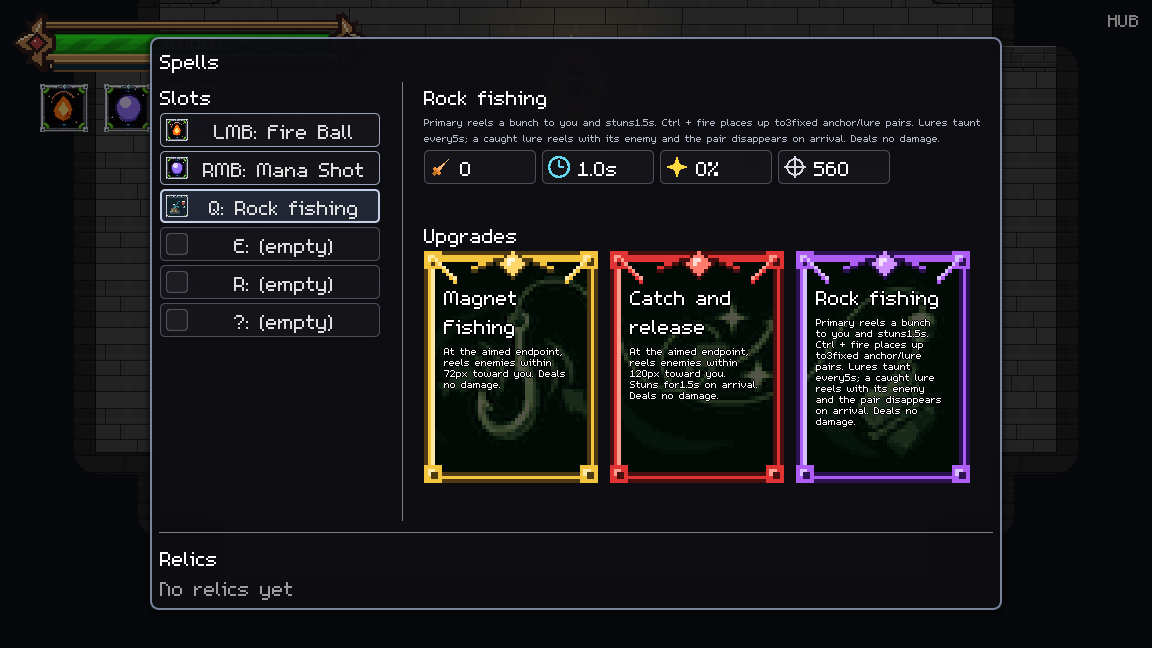 HUB
Spells
Slots
LMB: Fire Ball
RMB: Mana Shot
Q: Rock fishing
E: (empty)
R: (empty)
?: (empty)
Rock fishing
Primary reels a bunch to you and stuns1.5s. Ctrl + fire places up to3fixed anchor/lure pairs. Lures taunt
every5s; a caught lure reels with its enemy and the pair disappears on arrival. Deals no damage.
0
1.0s
0%
560
Upgrades
Magnet
fishing
At the aimed endpoint,
reels enemies within
72px toward you. Deals
no damage.
Catch and
release
At the aimed endpoint,
reels enemies within
120px toward you.
Stuns for1.5s on arrival.
Deals no damage.
Rock fishing
Primary reels a bunch
to you and stuns1.5s.
Ctrl + fire places up
to3fixed anchor/lure
pairs. Lures taunt
every5s; a caught lure
reels with its enemy
and the pair disappears
on arrival. Deals no
damage.
Relics
No relics yet